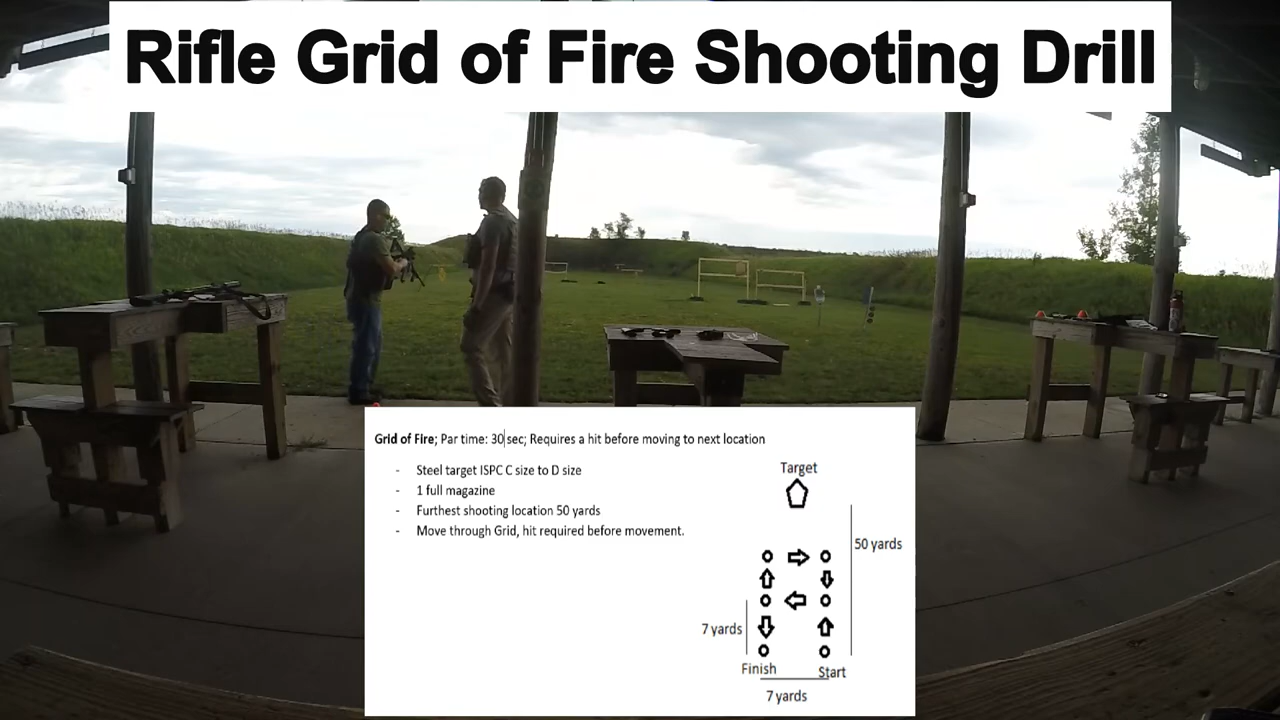 Rifle Grid of Fire Shooting Drill
Grid of Fire; Par time: 30 sec; Requires a hit before moving to next location
- Steel target ISPC C size to D size
- 1 full magazine
- Furthest shooting location 50 yards
- Move through Grid, hit required before movement.
Target
50 yards
7 yards
Finish
Start
7 yards